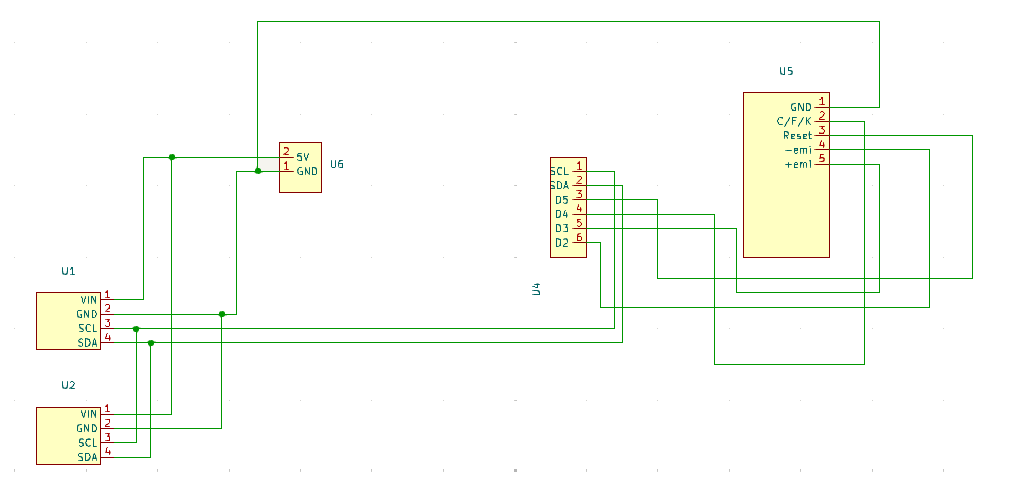 U5
GND 1
C/F/K 2
Reset 3
-emi 4
+emi 5
2 5V
1 GND
U6
SCL 1
SDA 2
D5 3
D4 4
D3 5
D2 6
U4
U1
VIN 1
GND 2
SCL 3
SDA 4
U2
VIN 1
GND 2
SCL 3
SDA 4